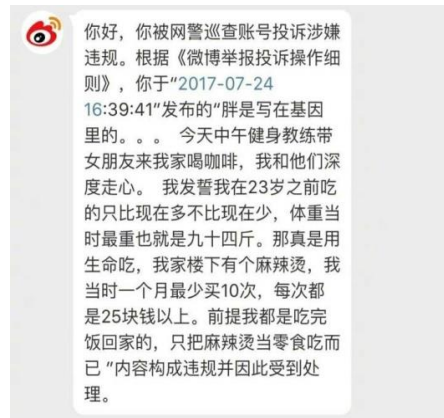 你好，你被网警巡查账号投诉涉嫌
违规。根据《微博举报投诉操作细
则》，你于“2017-07-24
16:39:41”发布的“胖是写在基因
里的。。。 今天中午健身教练带
女朋友来我家喝咖啡，我和他们深
度走心。 我发誓我在23岁之前吃
的只比现在多不比现在少，体重当
时最重也就是九十四斤。那真是用
生命吃，我家楼下有个麻辣烫，我
当时一个月最少买10次，每次都
是25块钱以上。前提我都是吃完
饭回家的，只把麻辣烫当零食吃而
已 ”内容构成违规并因此受到处
理。